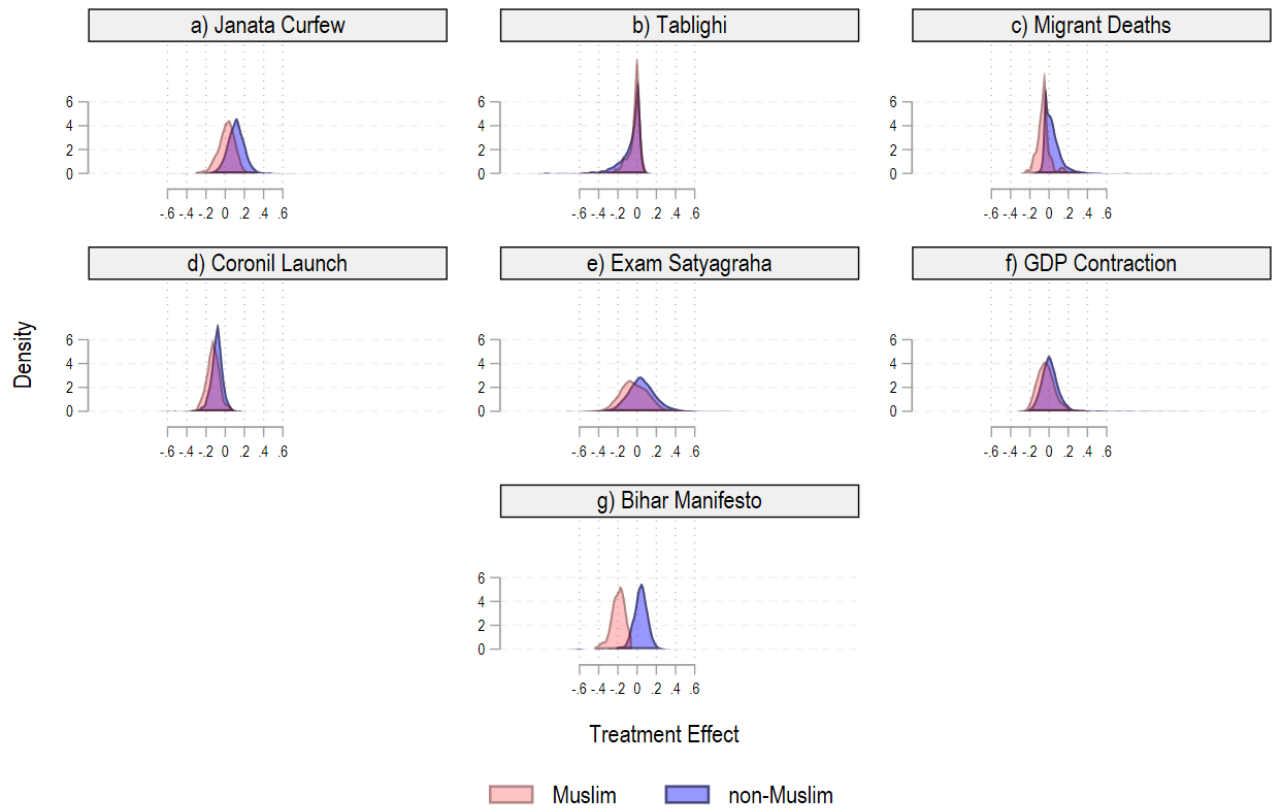 a) Janata Curfew
b) Tablighi
c) Migrant Deaths
6
4
2
0
-.6 -.4 -.2 0 .2 .4 .6
6
4
2
0
-.6 -.4 -.2 0 .2 .4 .6
6
4
2
0
-.6 -.4 -.2 0 .2 .4 .6
d) Coronil Launch
e) Exam Satyagraha
f) GDP Contraction
6
4
2
0
-.6 -.4 -.2 0 .2 .4 .6
6
4
2
0
-.6 -.4 -.2 0 .2 .4 .6
6
4
2
0
-.6 -.4 -.2 0 .2 .4 .6
Density
g) Bihar Manifesto
6
4
2
0
-.6 -.4 -.2 0 .2 .4 .6
Treatment Effect
Muslim
non-Muslim